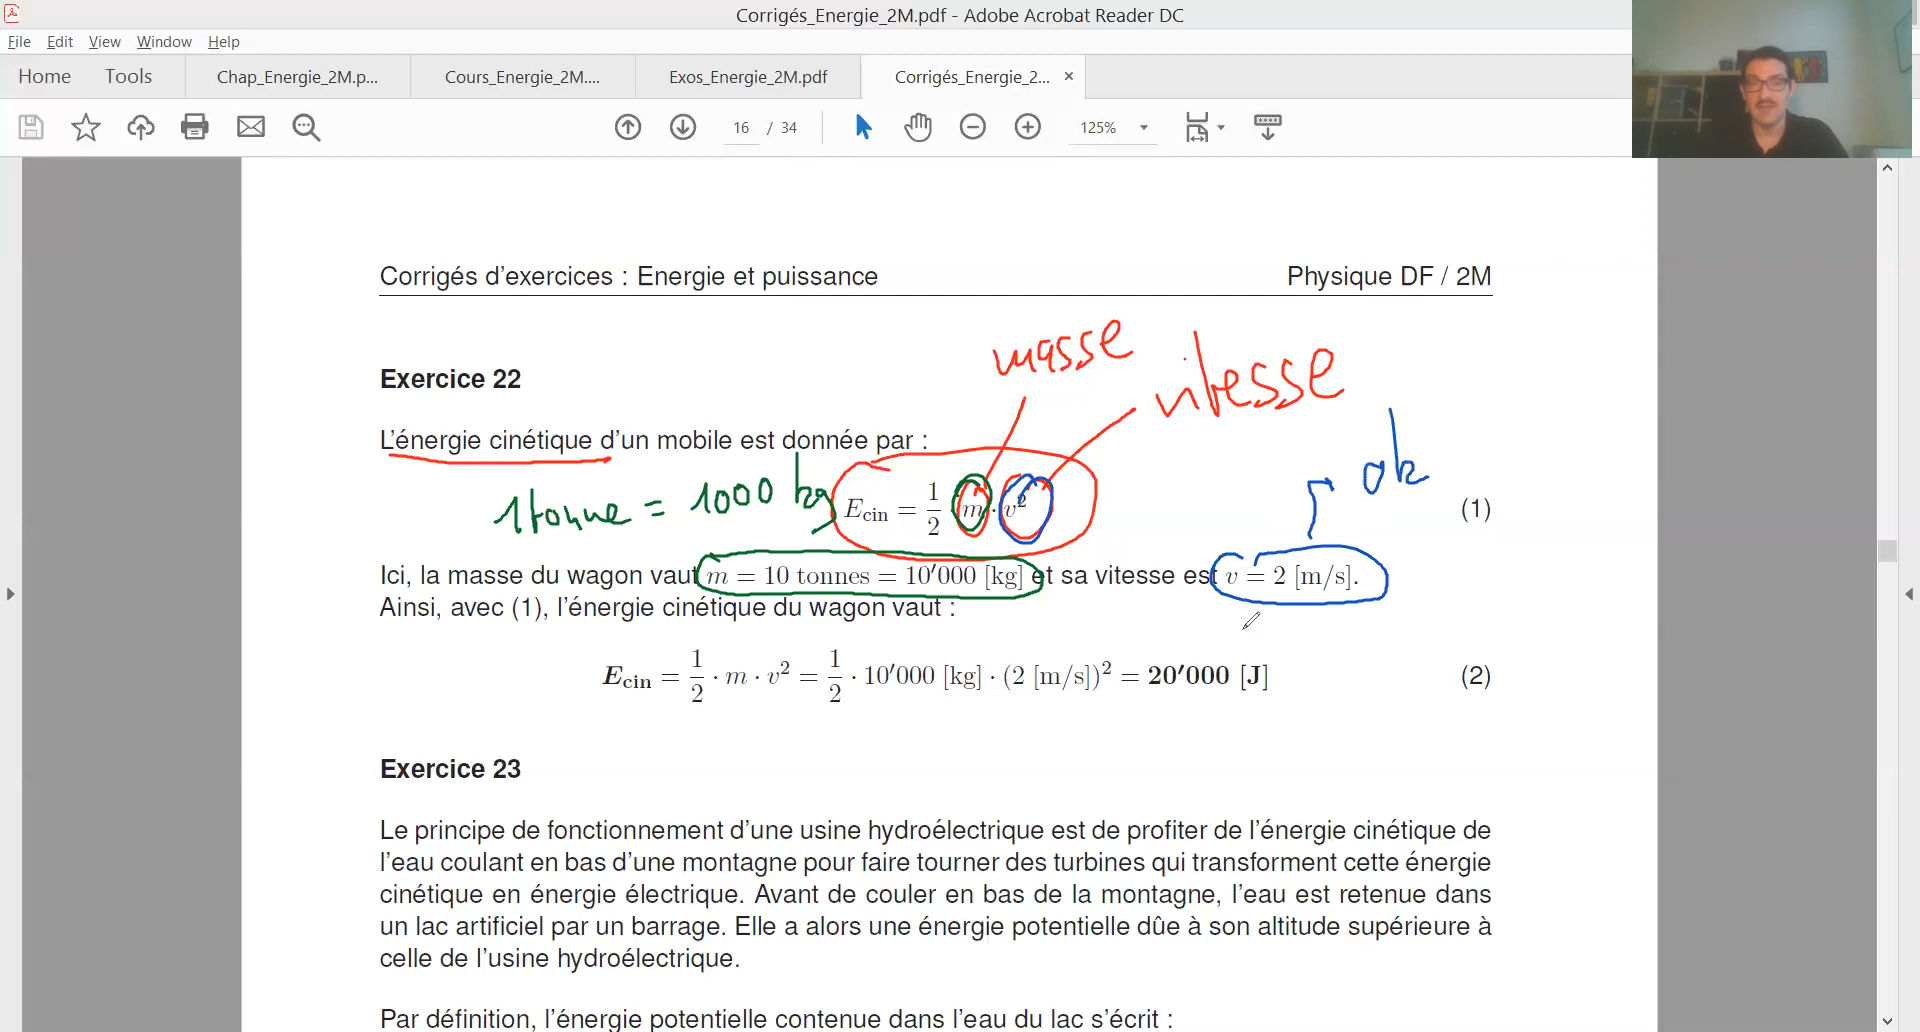 Corrigés_Energie_2M.pdf - Adobe Acrobat Reader DC
File Edit View Window Help
Home Tools Chap_Energie_2M.p... Cours_Energie_2M.... Exos_Energie_2M.pdf Corrigés_Energie_2... ×
16 / 34 125%
Corrigés d'exercices : Energie et puissance Physique DF / 2M
masse
vitesse
Exercice 22
L'énergie cinétique d'un mobile est donnée par :
ok
1 tonne = 1000 kg
E_cin = 1/2 · m · v² (1)
Ici, la masse du wagon vaut m = 10 tonnes = 10'000 [kg] et sa vitesse est v = 2 [m/s].
Ainsi, avec (1), l'énergie cinétique du wagon vaut :
E_cin = 1/2 · m · v² = 1/2 · 10'000 [kg] · (2 [m/s])² = 20'000 [J] (2)
Exercice 23
Le principe de fonctionnement d'une usine hydroélectrique est de profiter de l'énergie cinétique de
l'eau coulant en bas d'une montagne pour faire tourner des turbines qui transforment cette énergie
cinétique en énergie électrique. Avant de couler en bas de la montagne, l'eau est retenue dans
un lac artificiel par un barrage. Elle a alors une énergie potentielle dûe à son altitude supérieure à
celle de l'usine hydroélectrique.
Par définition, l'énergie potentielle contenue dans l'eau du lac s'écrit :